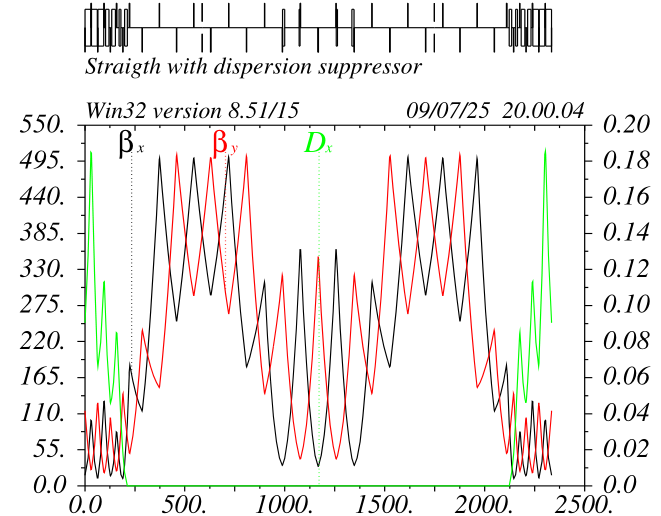 Straigth with dispersion suppressor
Win32 version 8.51/15 09/07/25 20.00.04
550. 0.20
βx βy Dx
495. 0.18
440. 0.16
385. 0.14
330. 0.12
275. 0.10
220. 0.08
165. 0.06
110. 0.04
55. 0.02
0.0 0.0
0.0 500. 1000. 1500. 2000. 2500.